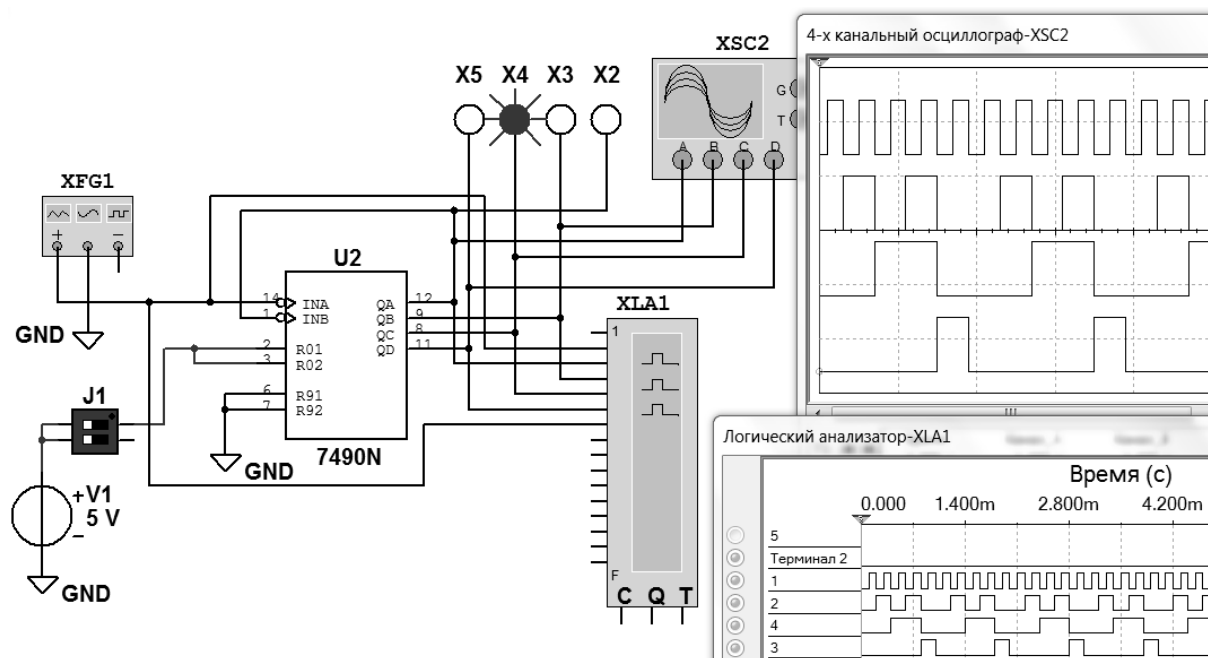 XSC2
4-х канальный осциллограф-XSC2
X5 X4 X3 X2
G
T
A B C D
XFG1
+ −
U2
14 INA QA 12
1 INB QB 9
QC 8
2 R01 QD 11
3 R02
6 R91
7 R92
7490N
GND
GND
J1
+V1
5 V
−
GND
XLA1
1
F
C Q T
Логический анализатор-XLA1
Время (с)
0.000 1.400m 2.800m 4.200m
5
Терминал 2
1
2
4
3